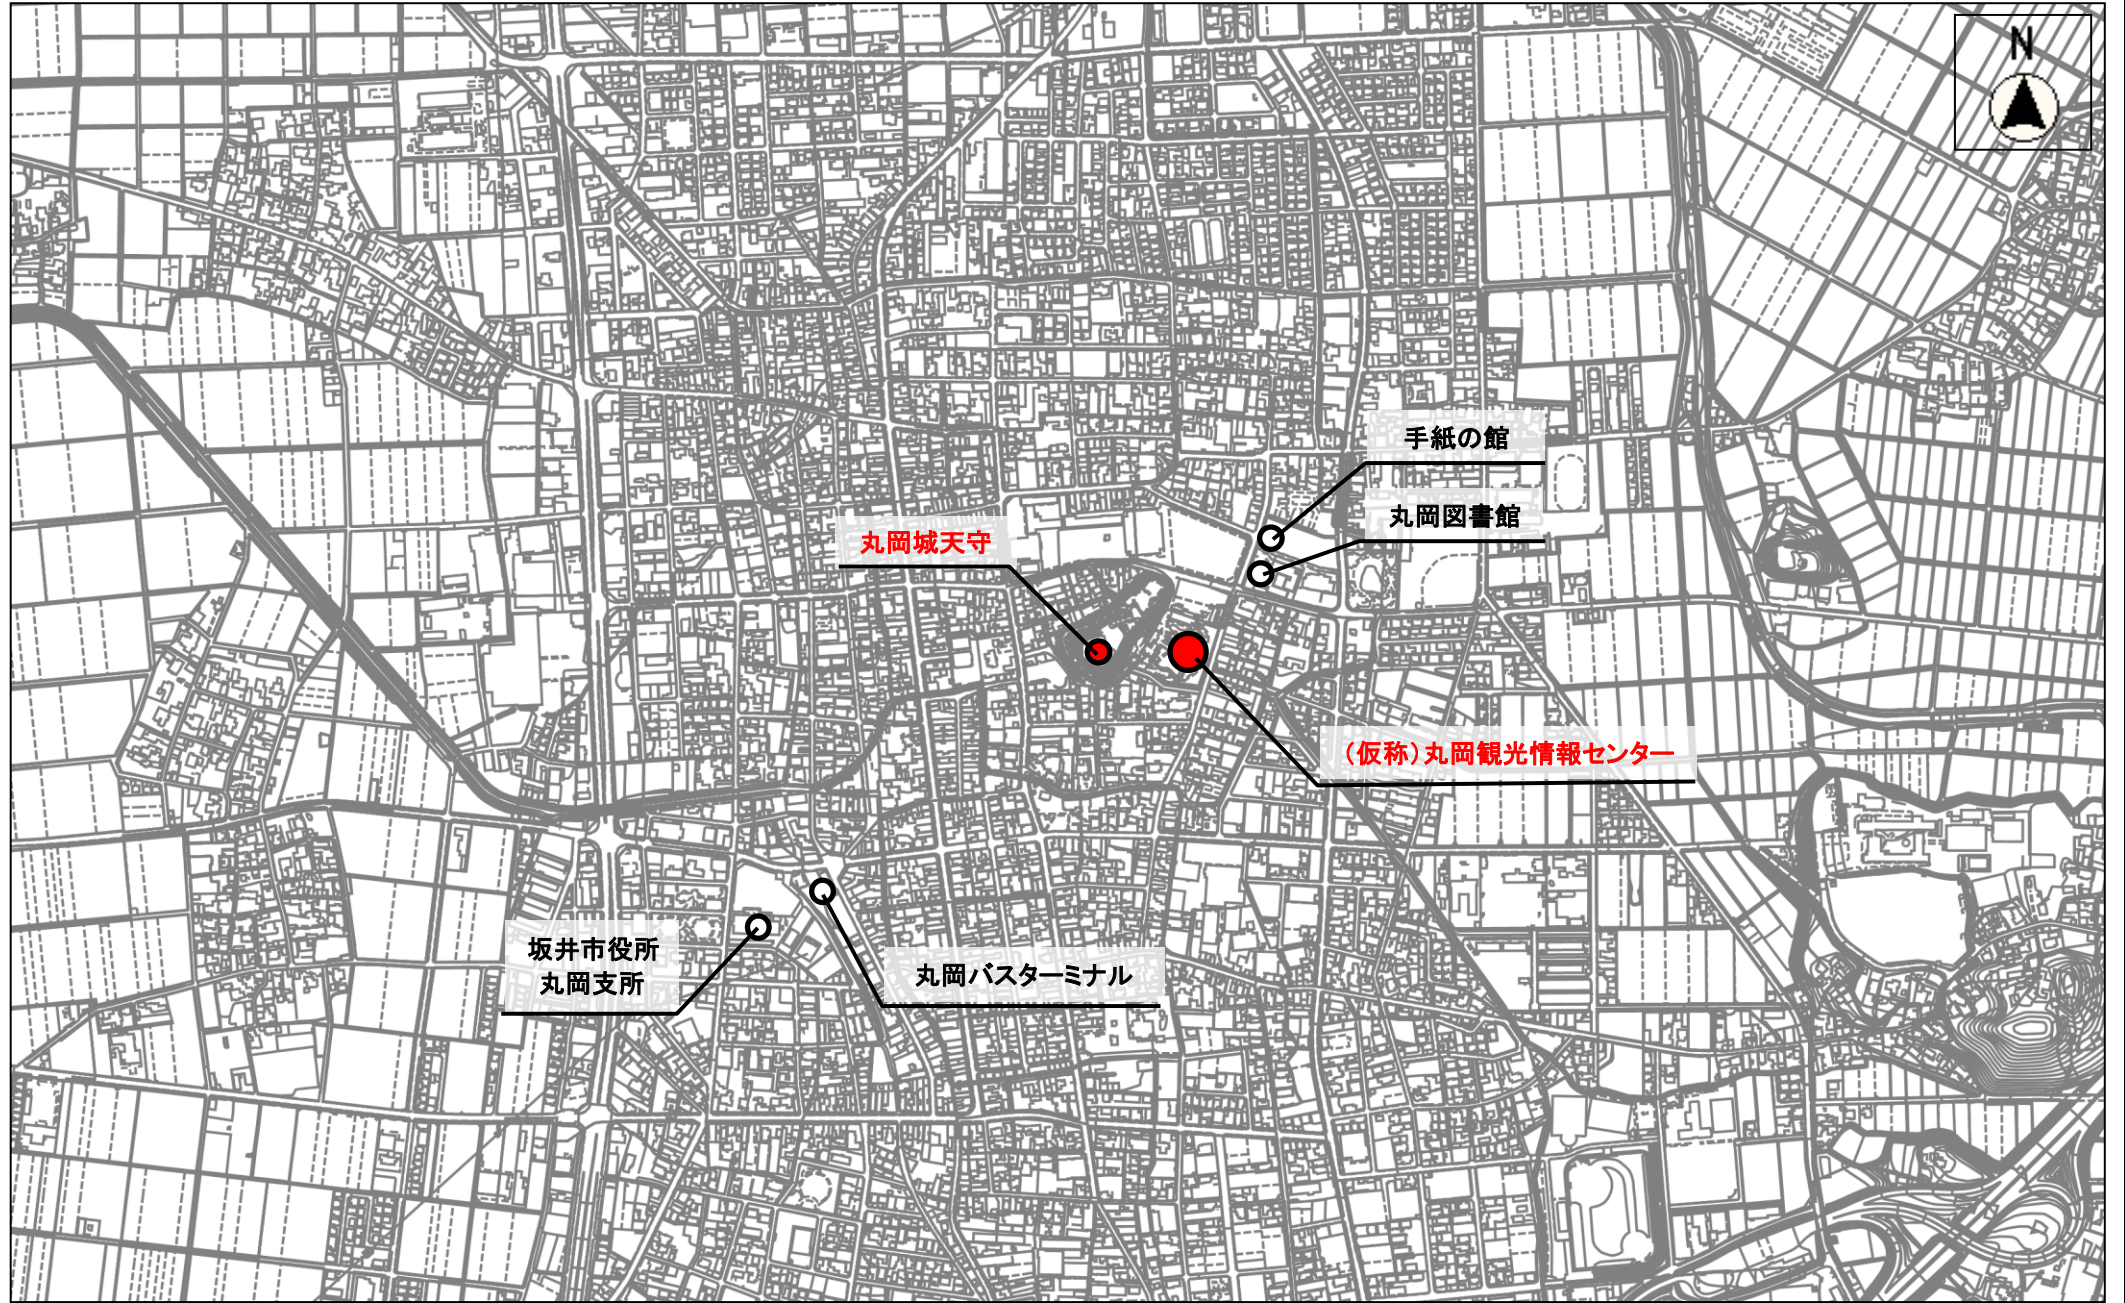 N
手紙の館
丸岡図書館
丸岡城天守
（仮称）丸岡観光情報センター
坂井市役所
丸岡支所
丸岡バスターミナル